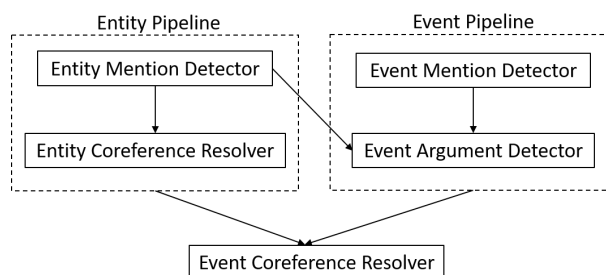 Entity Pipeline
Event Pipeline
Entity Mention Detector
Event Mention Detector
Entity Coreference Resolver
Event Argument Detector
Event Coreference Resolver